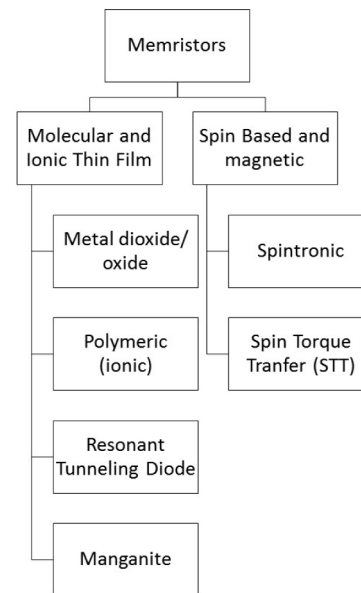 Memristors
Molecular and
Ionic Thin Film
Spin Based and
magnetic
Metal dioxide/
oxide
Spintronic
Polymeric
(ionic)
Spin Torque
Tranfer (STT)
Resonant
Tunneling Diode
Manganite